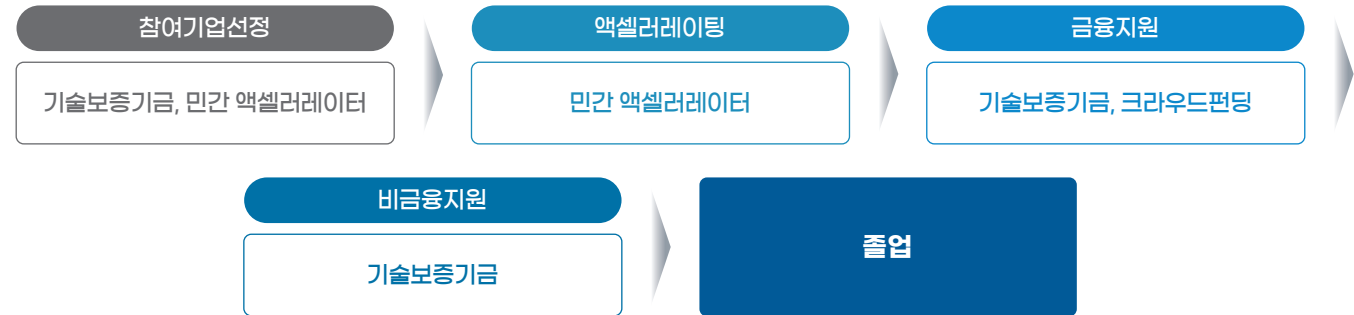 참여기업선정
기술보증기금, 민간 액셀러레이터
액셀러레이팅
민간 액셀러레이터
금융지원
기술보증기금, 크라우드펀딩
비금융지원
기술보증기금
졸업